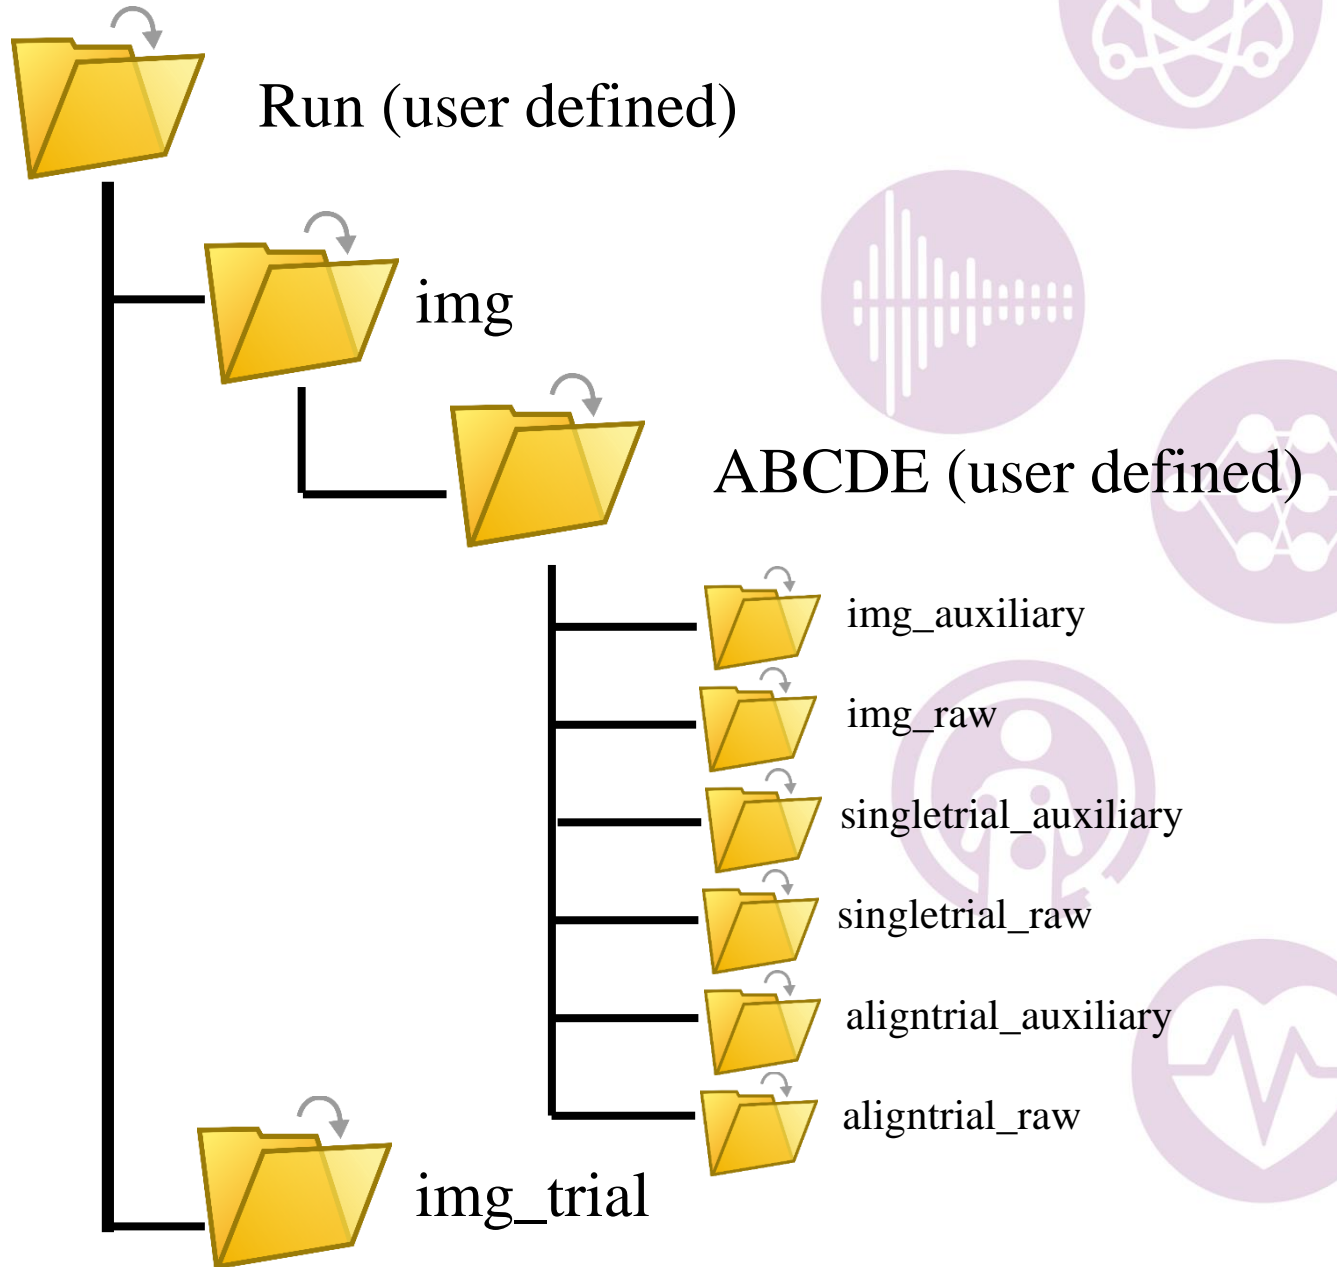 Run (user defined)
img
ABCDE (user defined)
img_auxiliary
img_raw
singletrial_auxiliary
singletrial_raw
aligntrial_auxiliary
aligntrial_raw
img_trial